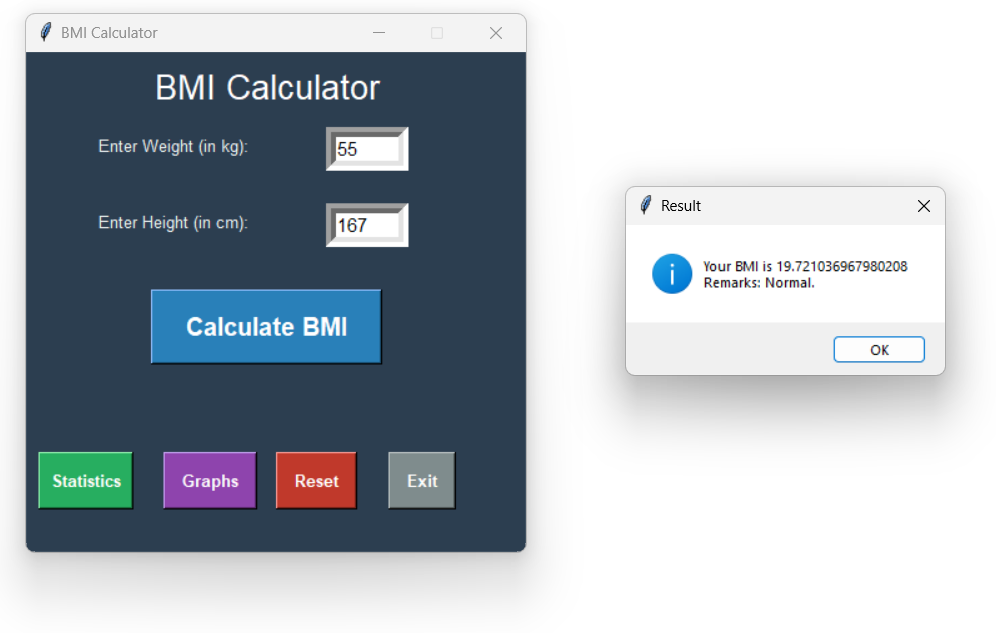 BMI Calculator
BMI Calculator
Enter Weight (in kg): 55
Enter Height (in cm): 167
Calculate BMI
Statistics Graphs Reset Exit
Result
Your BMI is 19.721036967980208
Remarks: Normal.
OK